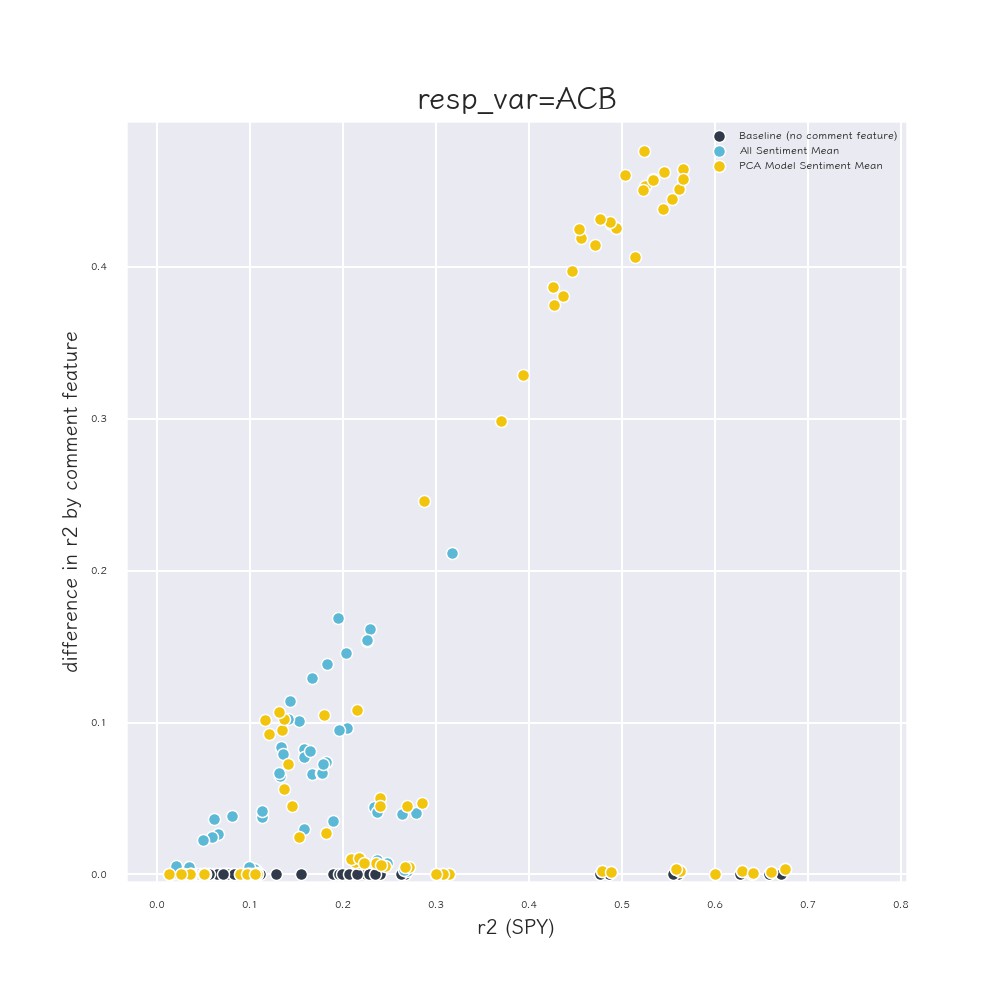 resp_var=ACB
Baseline (no comment feature)
All Sentiment Mean
PCA Model Sentiment Mean
difference in r2 by comment feature
0.4
0.3
0.2
0.1
0.0
0.0 0.1 0.2 0.3 0.4 0.5 0.6 0.7 0.8
r2 (SPY)